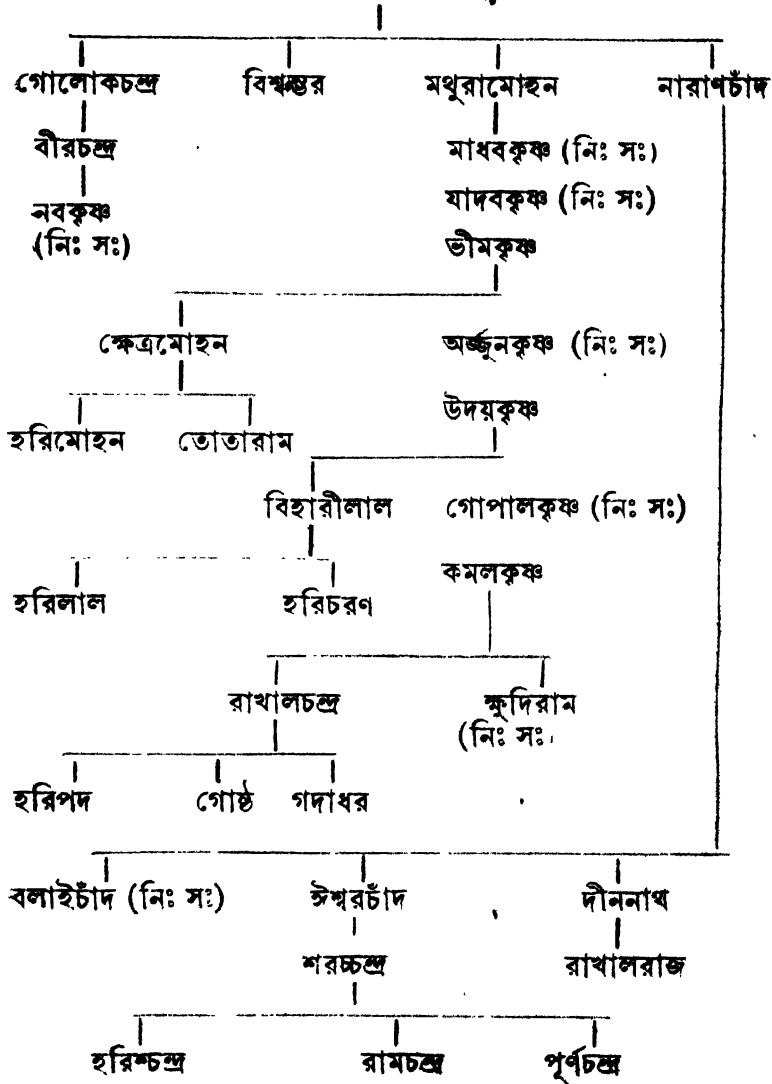 গোলোকচন্দ্র বিশ্বম্ভর মথুরামোহন নারাণচাঁদ
বীরচন্দ্র মাধবকৃষ্ণ (নিঃ সঃ)
নবকৃষ্ণ যাদবকৃষ্ণ (নিঃ সঃ)
(নিঃ সঃ) ভীমকৃষ্ণ
ক্ষেত্রমোহন অর্জ্জুনকৃষ্ণ (নিঃ সঃ)
উদয়কৃষ্ণ
হরিমোহন তোতারাম
বিহারীলাল গোপালকৃষ্ণ (নিঃ সঃ)
কমলকৃষ্ণ
হরিলাল হরিচরণ
রাখালচন্দ্র ক্ষুদিরাম
(নিঃ সঃ
হরিপদ গোষ্ঠ গদাধর
বলাইচাঁদ (নিঃ সঃ) ঈশ্বরচাঁদ দীননাথ
শরচ্চন্দ্র রাখালরাজ
হরিশ্চন্দ্র রামচন্দ্র পূর্ণচন্দ্র